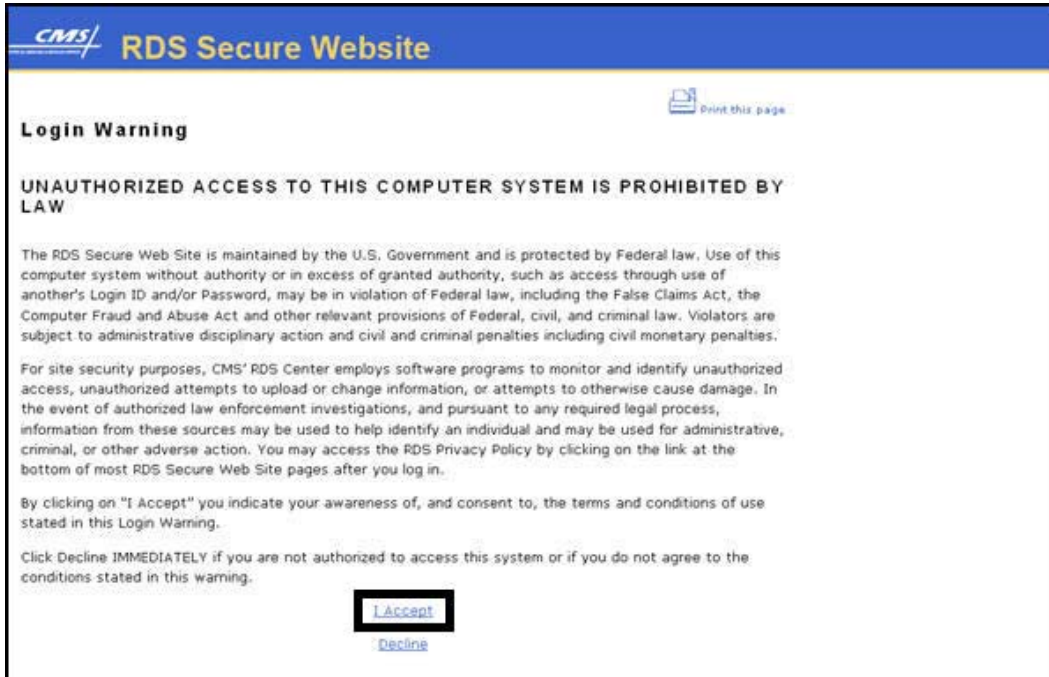 CMS/
RDS Secure Website
Print this page
Login Warning
UNAUTHORIZED ACCESS TO THIS COMPUTER SYSTEM IS PROHIBITED BY
LAW
The RDS Secure Web Site is maintained by the U.S. Government and is protected by Federal law. Use of this
computer system without authority or in excess of granted authority, such as access through use of
another's Login ID and/or Password, may be in violation of Federal law, including the False Claims Act, the
Computer Fraud and Abuse Act and other relevant provisions of Federal, civil, and criminal law. Violators are
subject to administrative disciplinary action and civil and criminal penalties including civil monetary penalties.
For site security purposes, CMS' RDS Center employs software programs to monitor and identify unauthorized
access, unauthorized attempts to upload or change information, or attempts to otherwise cause damage. In
the event of authorized law enforcement investigations, and pursuant to any required legal process,
information from these sources may be used to help identify an individual and may be used for administrative,
criminal, or other adverse action. You may access the RDS Privacy Policy by clicking on the link at the
bottom of most RDS Secure Web Site pages after you log in.
By clicking on "I Accept" you indicate your awareness of, and consent to, the terms and conditions of use
stated in this Login Warning.
Click Decline IMMEDIATELY if you are not authorized to access this system or if you do not agree to the
conditions stated in this warning.
I Accept
Decline